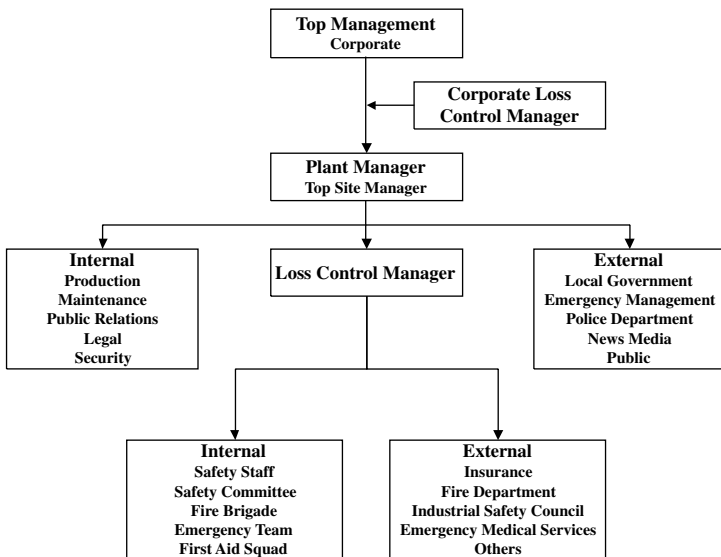 Top Management
Corporate
Corporate Loss
Control Manager
Plant Manager
Top Site Manager
Internal
Production
Maintenance
Public Relations
Legal
Security
Loss Control Manager
External
Local Government
Emergency Management
Police Department
News Media
Public
Internal
Safety Staff
Safety Committee
Fire Brigade
Emergency Team
First Aid Squad
External
Insurance
Fire Department
Industrial Safety Council
Emergency Medical Services
Others